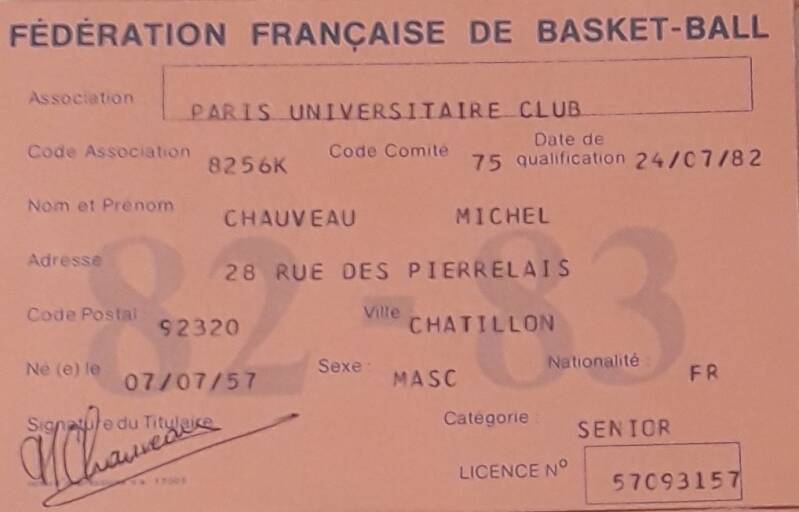 FÉDÉRATION FRANÇAISE DE BASKET-BALL
Association PARIS UNIVERSITAIRE CLUB
Code Association 8256K Code Comité 75 Date de qualification 24/07/82
Nom et Prénom : CHAUVEAU MICHEL
Adresse 28 RUE DES PIERRELAIS
82-83
Code Postal : 92320 Ville CHATILLON
Né (e) le 07/07/57 Sexe : MASC Nationalité : FR
Signature du Titulaire Catégorie : SENIOR
M Chauveau
LICENCE Nº 57093157